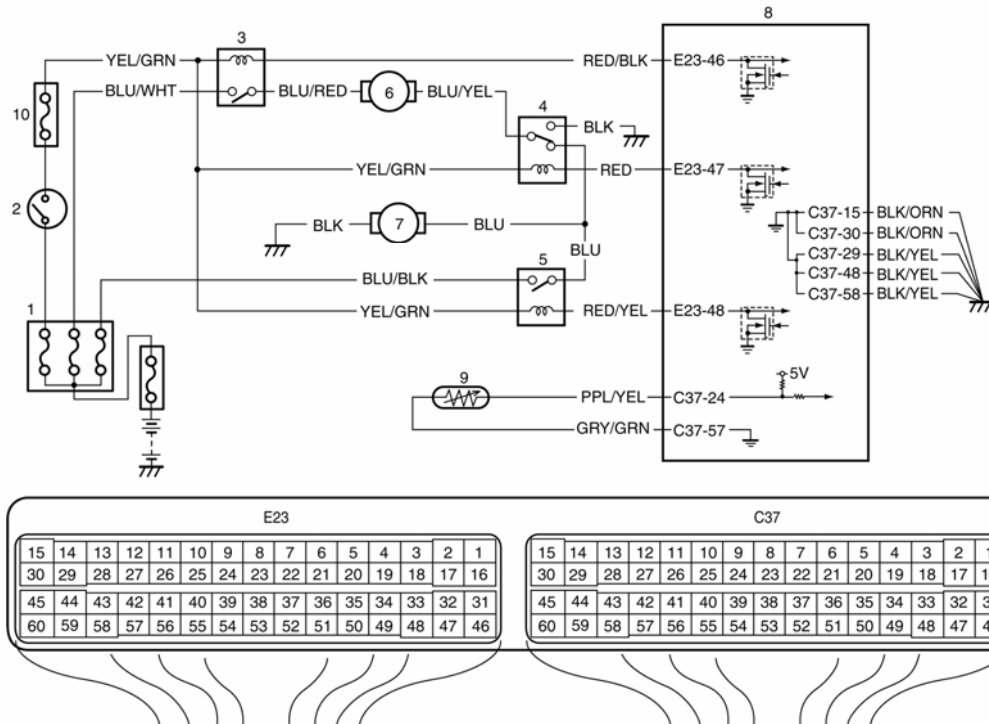 8
3
YEL/GRN RED/BLK E23-46
BLU/WHT BLU/RED 6 BLU/YEL
10 4
BLK
YEL/GRN RED E23-47
2
C37-15 BLK/ORN
BLK 7 BLU C37-30 BLK/ORN
BLU C37-29 BLK/YEL
BLU/BLK 5 C37-48 BLK/YEL
C37-58 BLK/YEL
1 YEL/GRN RED/YEL E23-48
9 5V
PPL/YEL C37-24
GRY/GRN C37-57
E23 C37
15 14 13 12 11 10 9 8 7 6 5 4 3 2 1 15 14 13 12 11 10 9 8 7 6 5 4 3 2
30 29 28 27 26 25 24 23 22 21 20 19 18 17 16 30 29 28 27 26 25 24 23 22 21 20 19 18 17
45 44 43 42 41 40 39 38 37 36 35 34 33 32 31 45 44 43 42 41 40 39 38 37 36 35 34 33 32
60 59 58 57 56 55 54 53 52 51 50 49 48 47 46 60 59 58 57 56 55 54 53 52 51 50 49 48 47